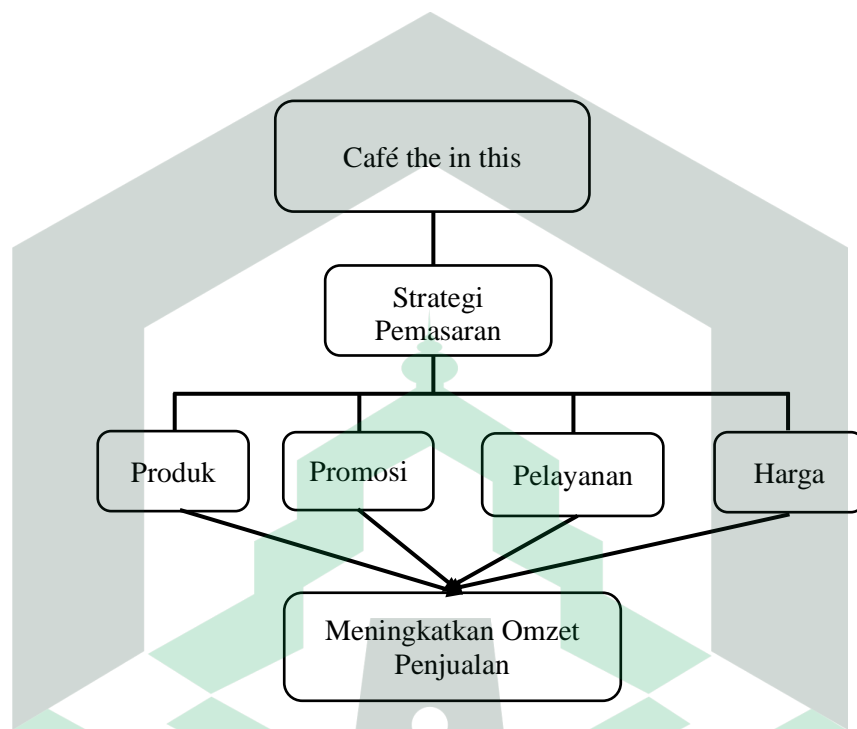 Café the in this
Strategi
Pemasaran
Produk
Promosi
Pelayanan
Harga
Meningkatkan Omzet
Penjualan